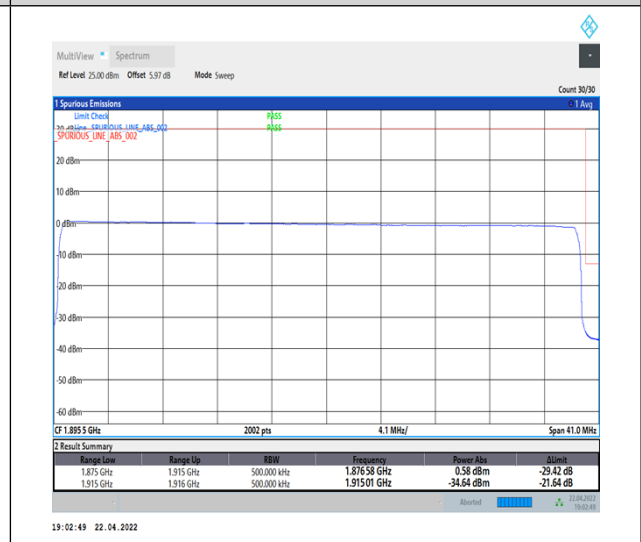 MultiView Spectrum
Ref Level 25.00 dBm Offset 5.97 dB Mode Sweep
Count 30/30
1 Spurious Emissions 1 Avg
Limit Check PASS
Line _SPURIOUS_LINE_ABS_002 PASS
_SPURIOUS_LINE_ABS_002
20 dBm
10 dBm
0 dBm
-10 dBm
-20 dBm
-30 dBm
-40 dBm
-50 dBm
-60 dBm
CF 1.895 5 GHz 2002 pts 4.1 MHz/ Span 41.0 MHz
2 Result Summary
Range Low Range Up RBW Frequency Power Abs ΔLimit
1.875 GHz 1.915 GHz 500.000 kHz 1.876 58 GHz 0.58 dBm -29.42 dB
1.915 GHz 1.916 GHz 500.000 kHz 1.915 01 GHz -34.64 dBm -21.64 dB
Aborted 22.04.2022
19:02:49
19:02:49 22.04.2022